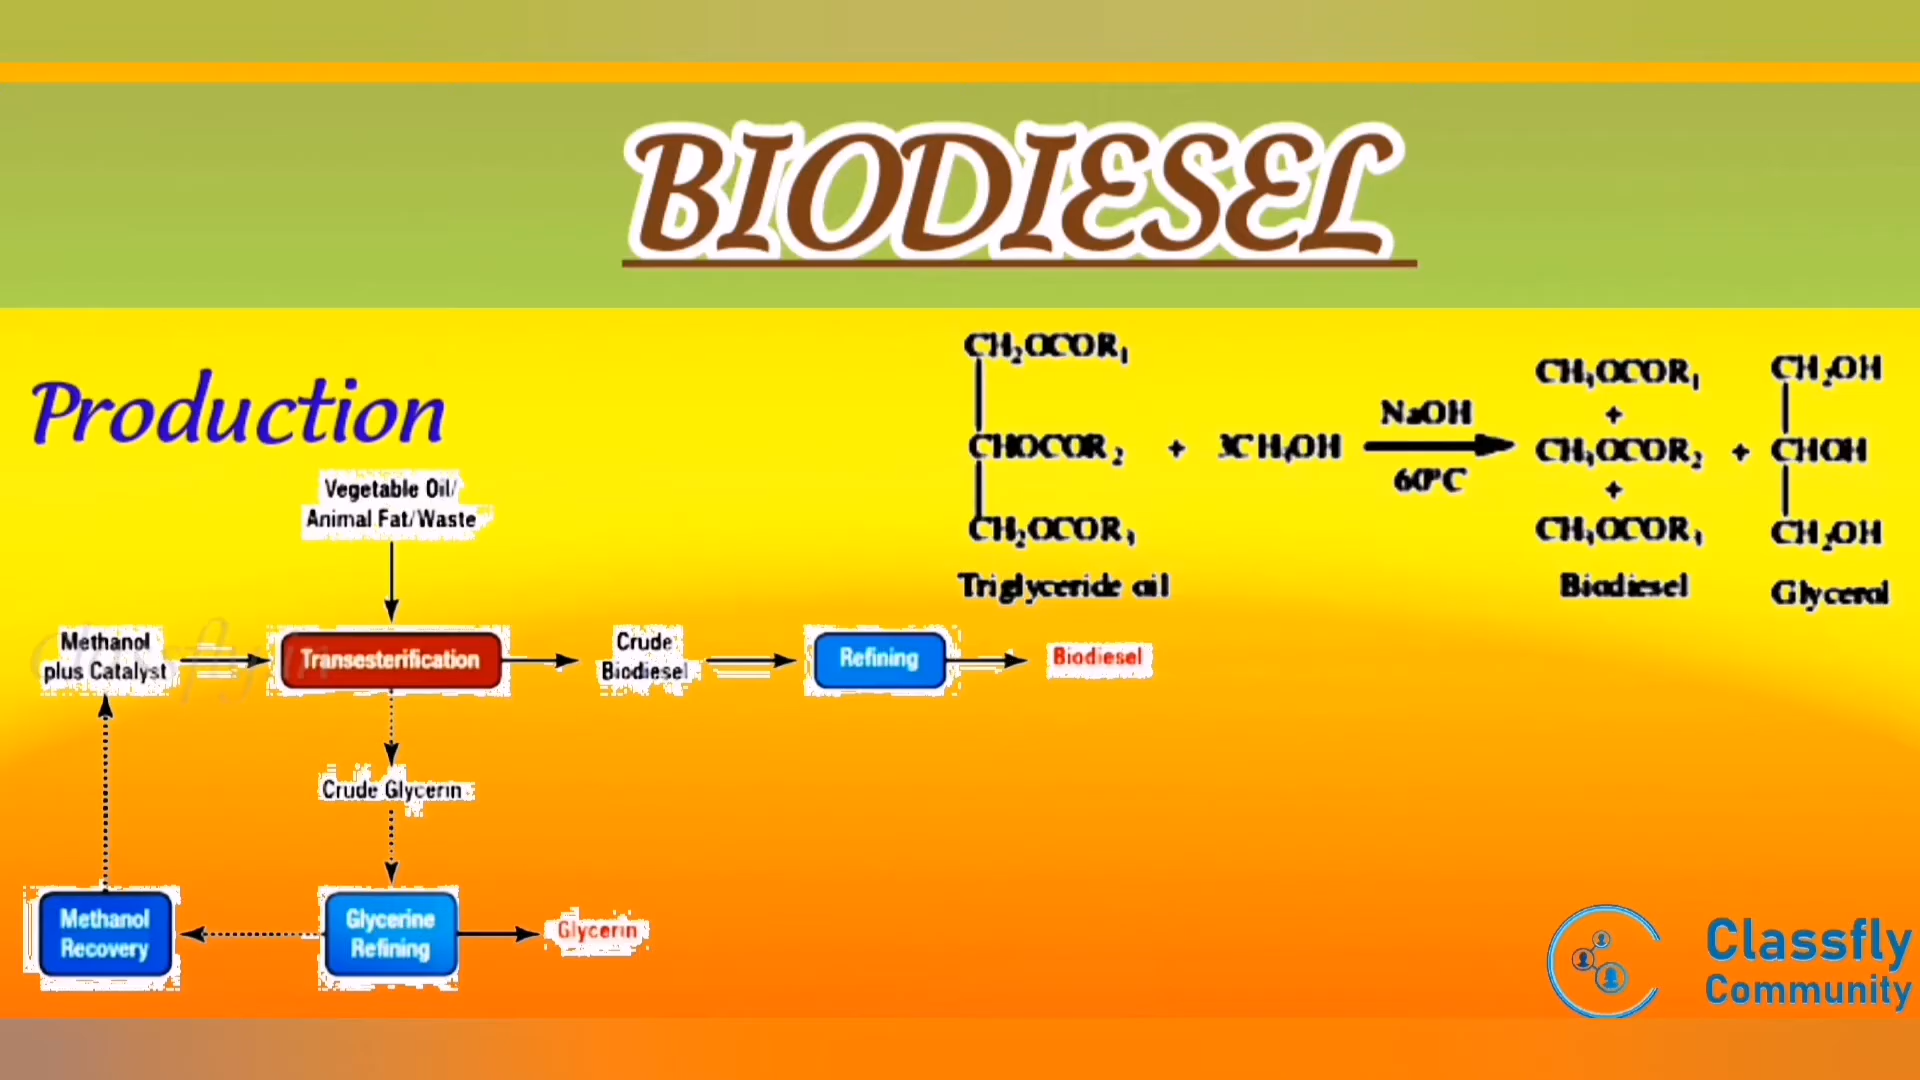 BIODIESEL
Production
Vegetable Oil/
Animal Fat/Waste
Methanol
plus Catalyst
Transesterification
Crude
Biodiesel
Refining
Biodiesel
Crude Glycerin
Methanol
Recovery
Glycerine
Refining
Glycerin
CH₂OCOR₁
CHOCOR₂ + 3CH₃OH
CH₂OCOR₃
Triglyceride oil
NaOH
60°C
CH₃OCOR₁
+
CH₃OCOR₂ +
+
CH₃OCOR₃
Biodiesel
CH₂OH
CHOH
CH₂OH
Glycerol
Classfly
Community